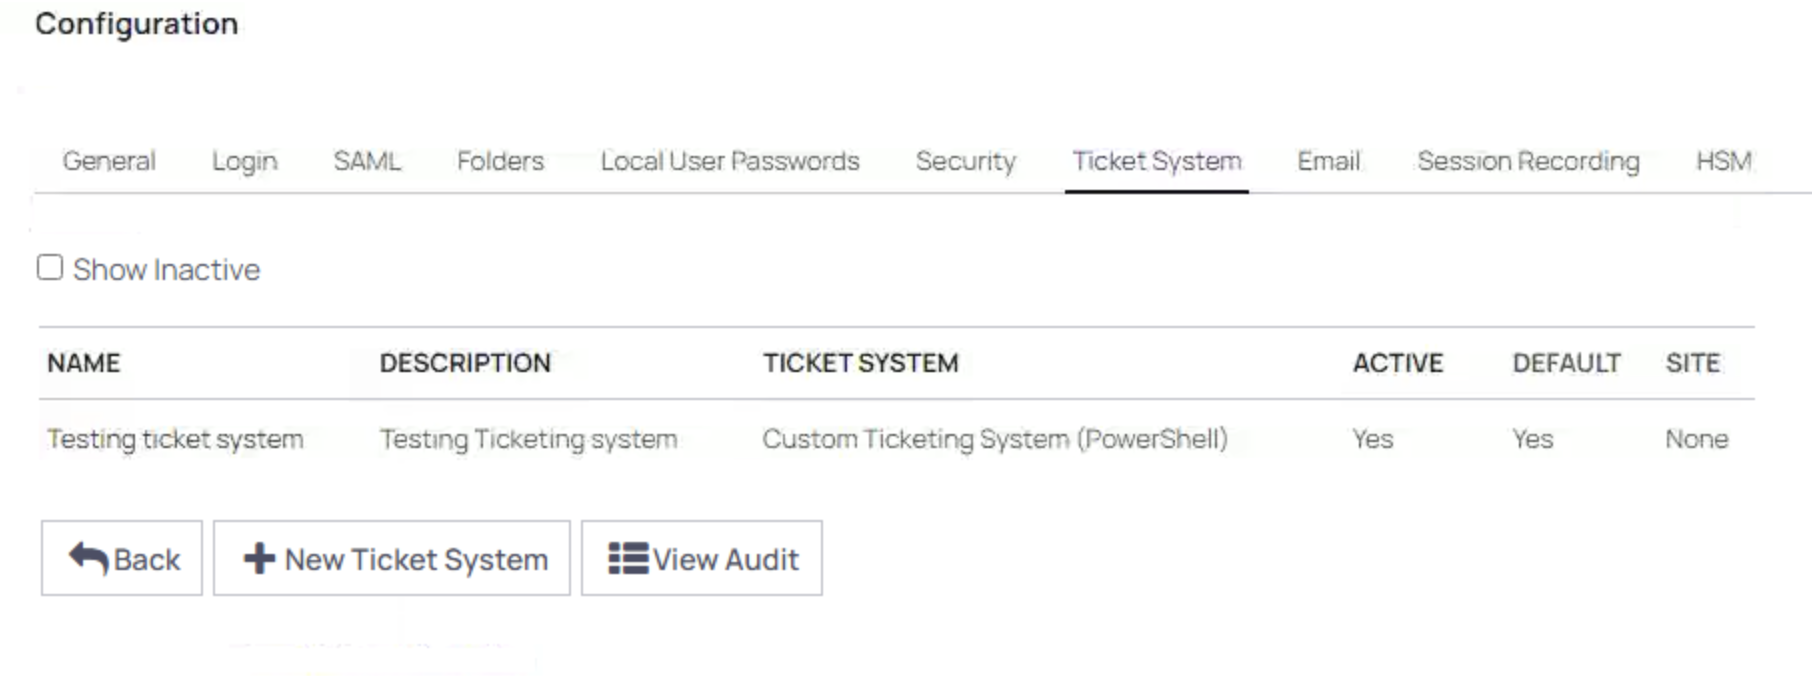 Configuration
General Login SAML Folders Local User Passwords Security Ticket System Email Session Recording HSM
Show Inactive
NAME DESCRIPTION TICKET SYSTEM ACTIVE DEFAULT SITE
Testing ticket system Testing Ticketing system Custom Ticketing System (PowerShell) Yes Yes None
Back New Ticket System View Audit